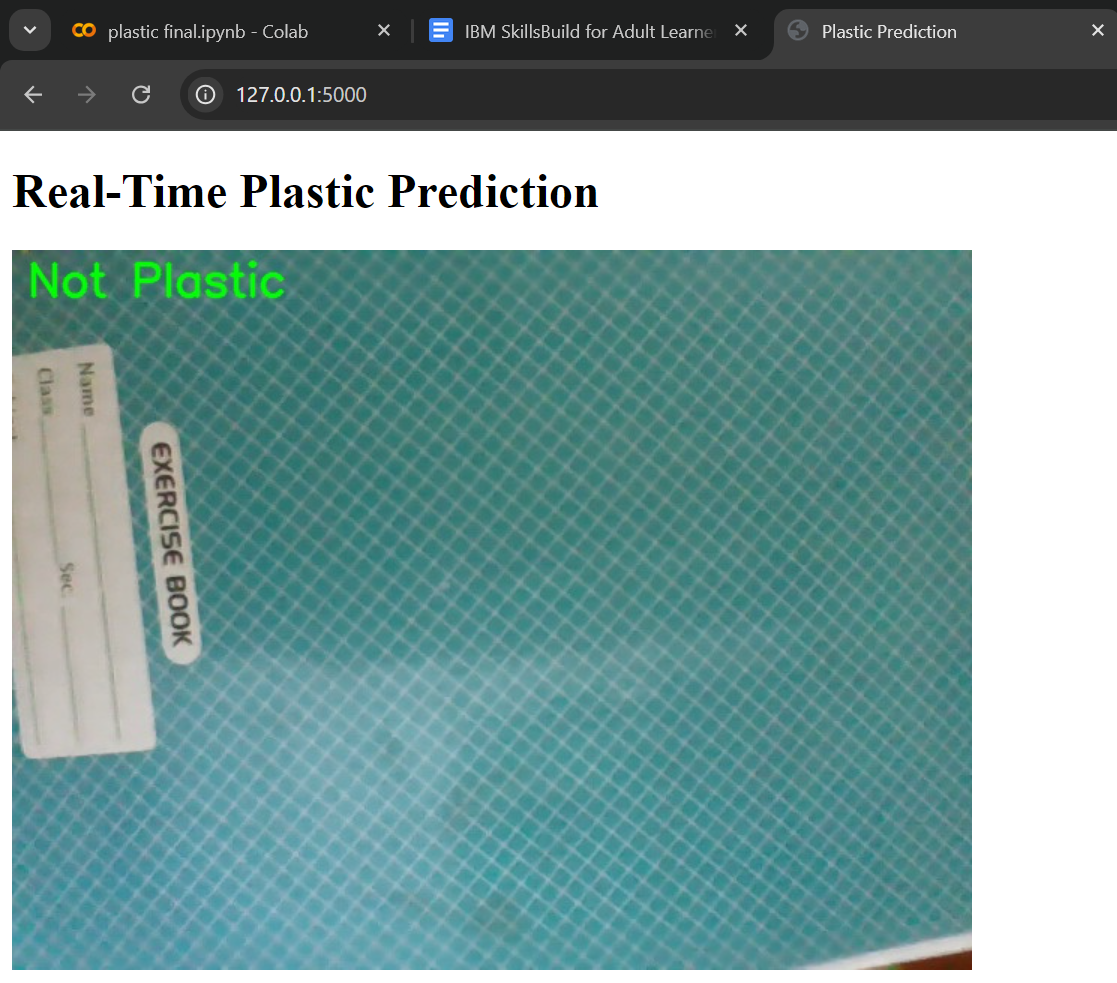 plastic final.ipynb - Colab
IBM SkillsBuild for Adult Learne
Plastic Prediction
127.0.0.1:5000
Real-Time Plastic Prediction
Not Plastic
Name
Class
Sec.
EXERCISE BOOK